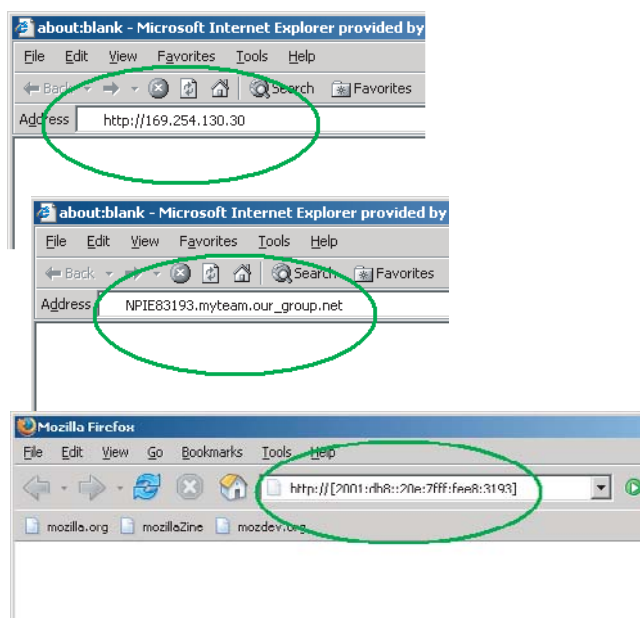 about:blank - Microsoft Internet Explorer provided by
File Edit View Favorites Tools Help
Back Search Favorites
Address http://169.254.130.30
about:blank - Microsoft Internet Explorer provided by
File Edit View Favorites Tools Help
Back Search Favorites
Address NPIE83193.myteam.our_group.net
Mozilla Firefox
File Edit View Go Bookmarks Tools Help
http://[2001:db8::20e:7fff:fee8:3193]
mozilla.org mozillaZine mozdev.org